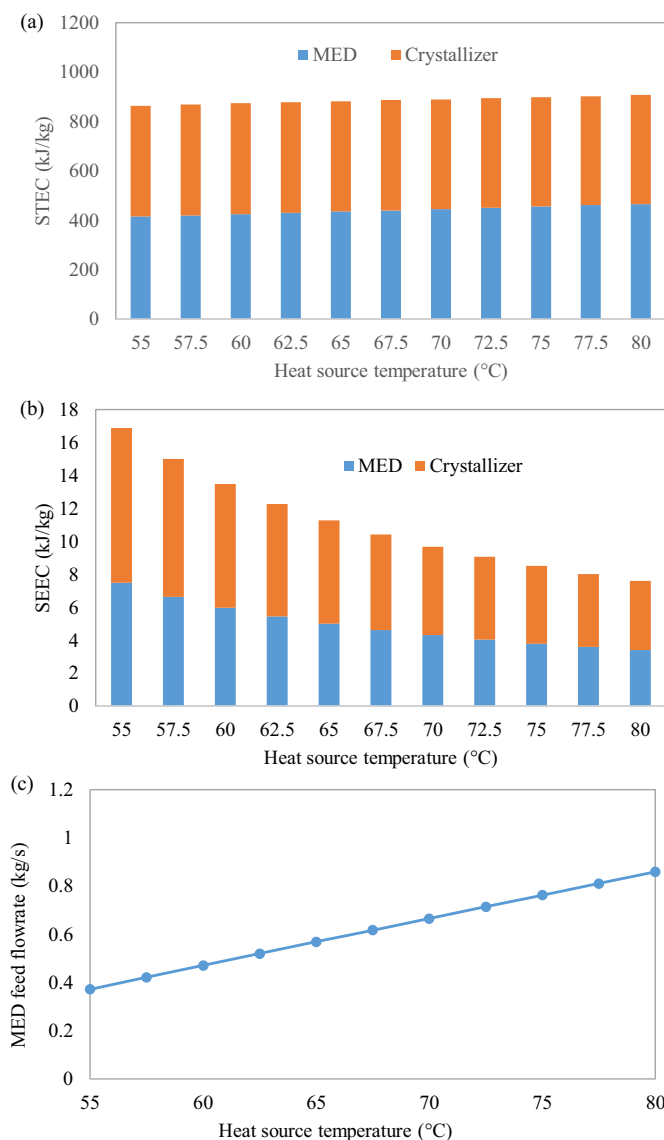 (a)
1200
1000
800
600
400
200
0
STEC (kJ/kg)
MED Crystallizer
55 57.5 60 62.5 65 67.5 70 72.5 75 77.5 80
Heat source temperature (°C)
(b)
18
16
14
12
10
8
6
4
2
0
SEEC (kJ/kg)
MED Crystallizer
55 57.5 60 62.5 65 67.5 70 72.5 75 77.5 80
Heat source temperature (°C)
(c)
1.2
1
0.8
0.6
0.4
0.2
0
MED feed flowrate (kg/s)
55 60 65 70 75 80
Heat source temperature (°C)